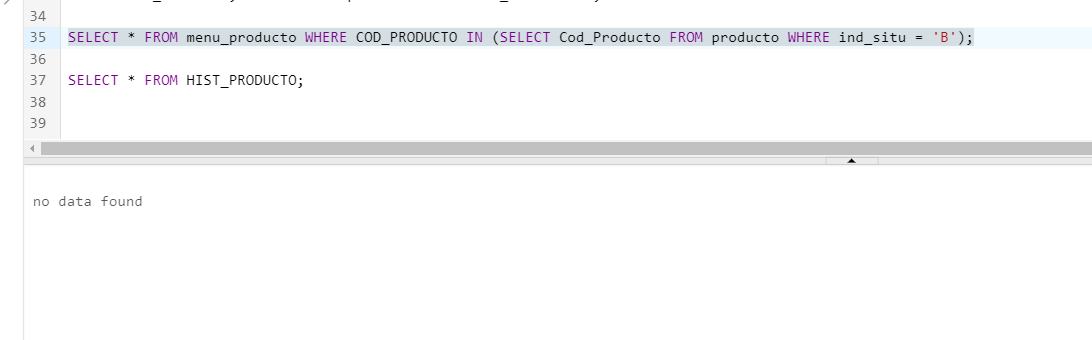 34
35 SELECT * FROM menu_producto WHERE COD_PRODUCTO IN (SELECT Cod_Producto FROM producto WHERE ind_situ = 'B');
36
37 SELECT * FROM HIST_PRODUCTO;
38
39
no data found